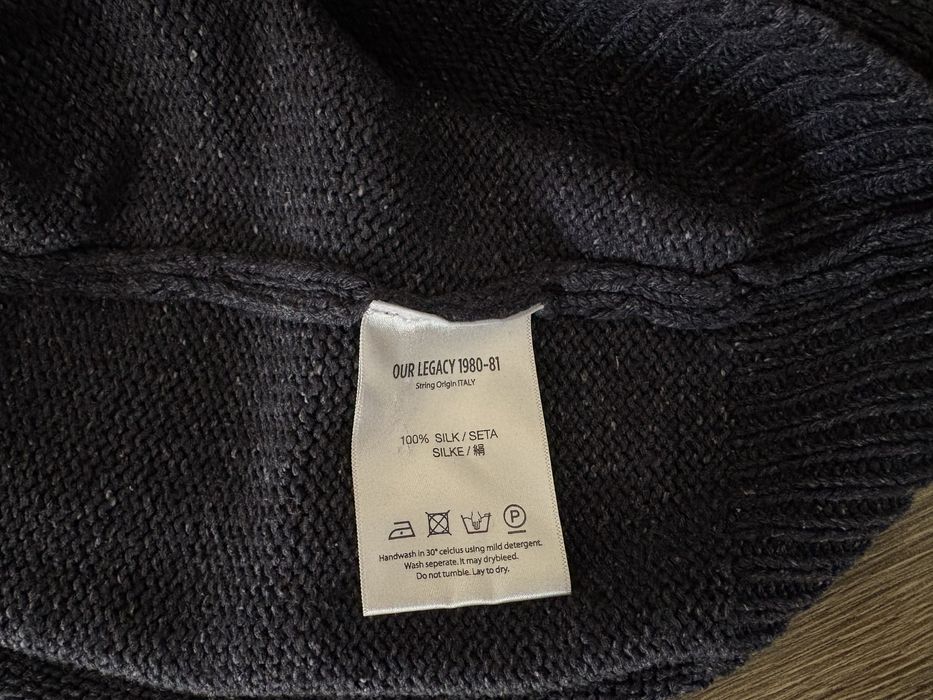 OUR LEGACY 1980-81
String Origin ITALY
100% SILK / SETA
SILKE / 絹
P
Handwash in 30° celcius using mild detergent.
Wash seperate. It may drybleed.
Do not tumble. Lay to dry.